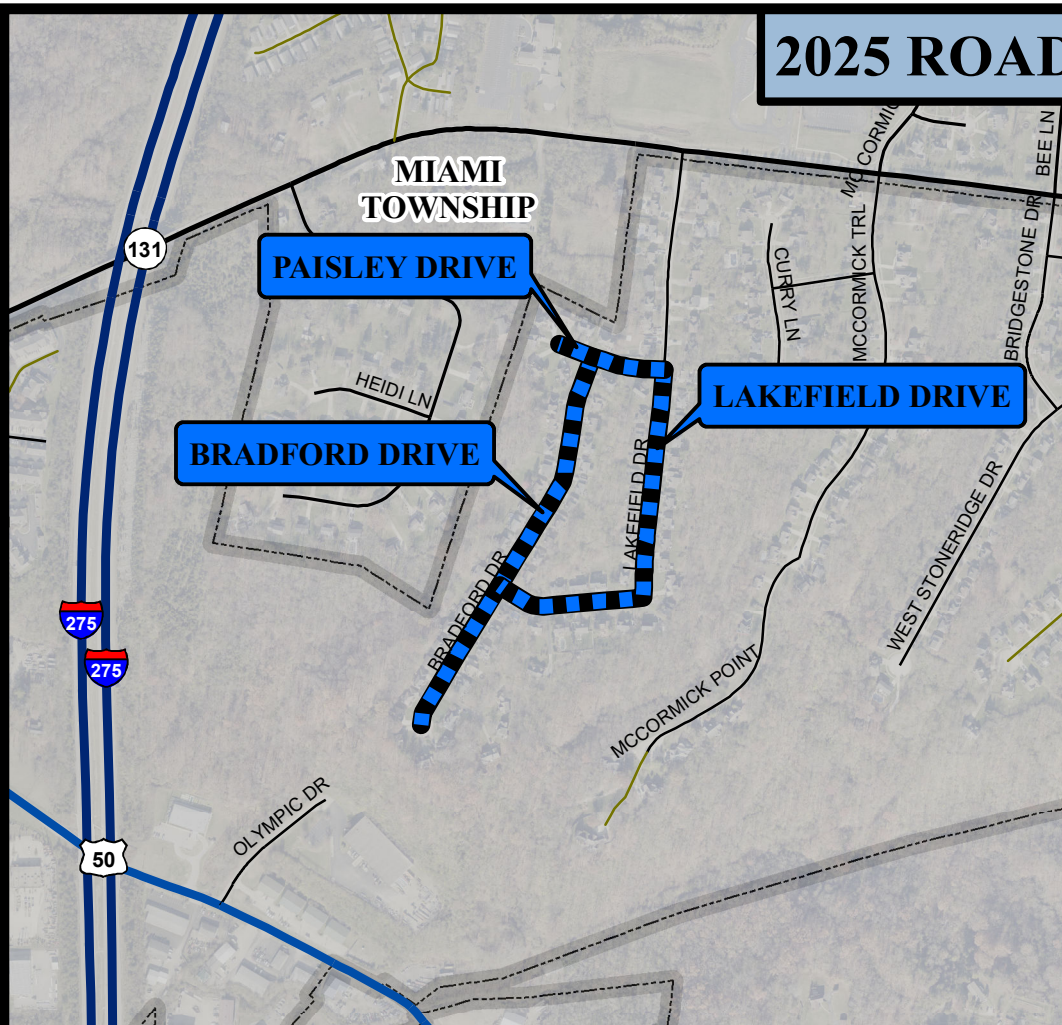 2025 ROAD
MIAMI
TOWNSHIP
131
PAISLEY DRIVE
HEIDI LN
BRADFORD DRIVE
LAKEFIELD DRIVE
LAKEFIELD DR
BRADFORD DR
CURRY LN
MCCORMICK TRL
BEE LN
BRIDGESTONE DR
WEST STONERIDGE DR
MCCORMICK POINT
275
275
OLYMPIC DR
50